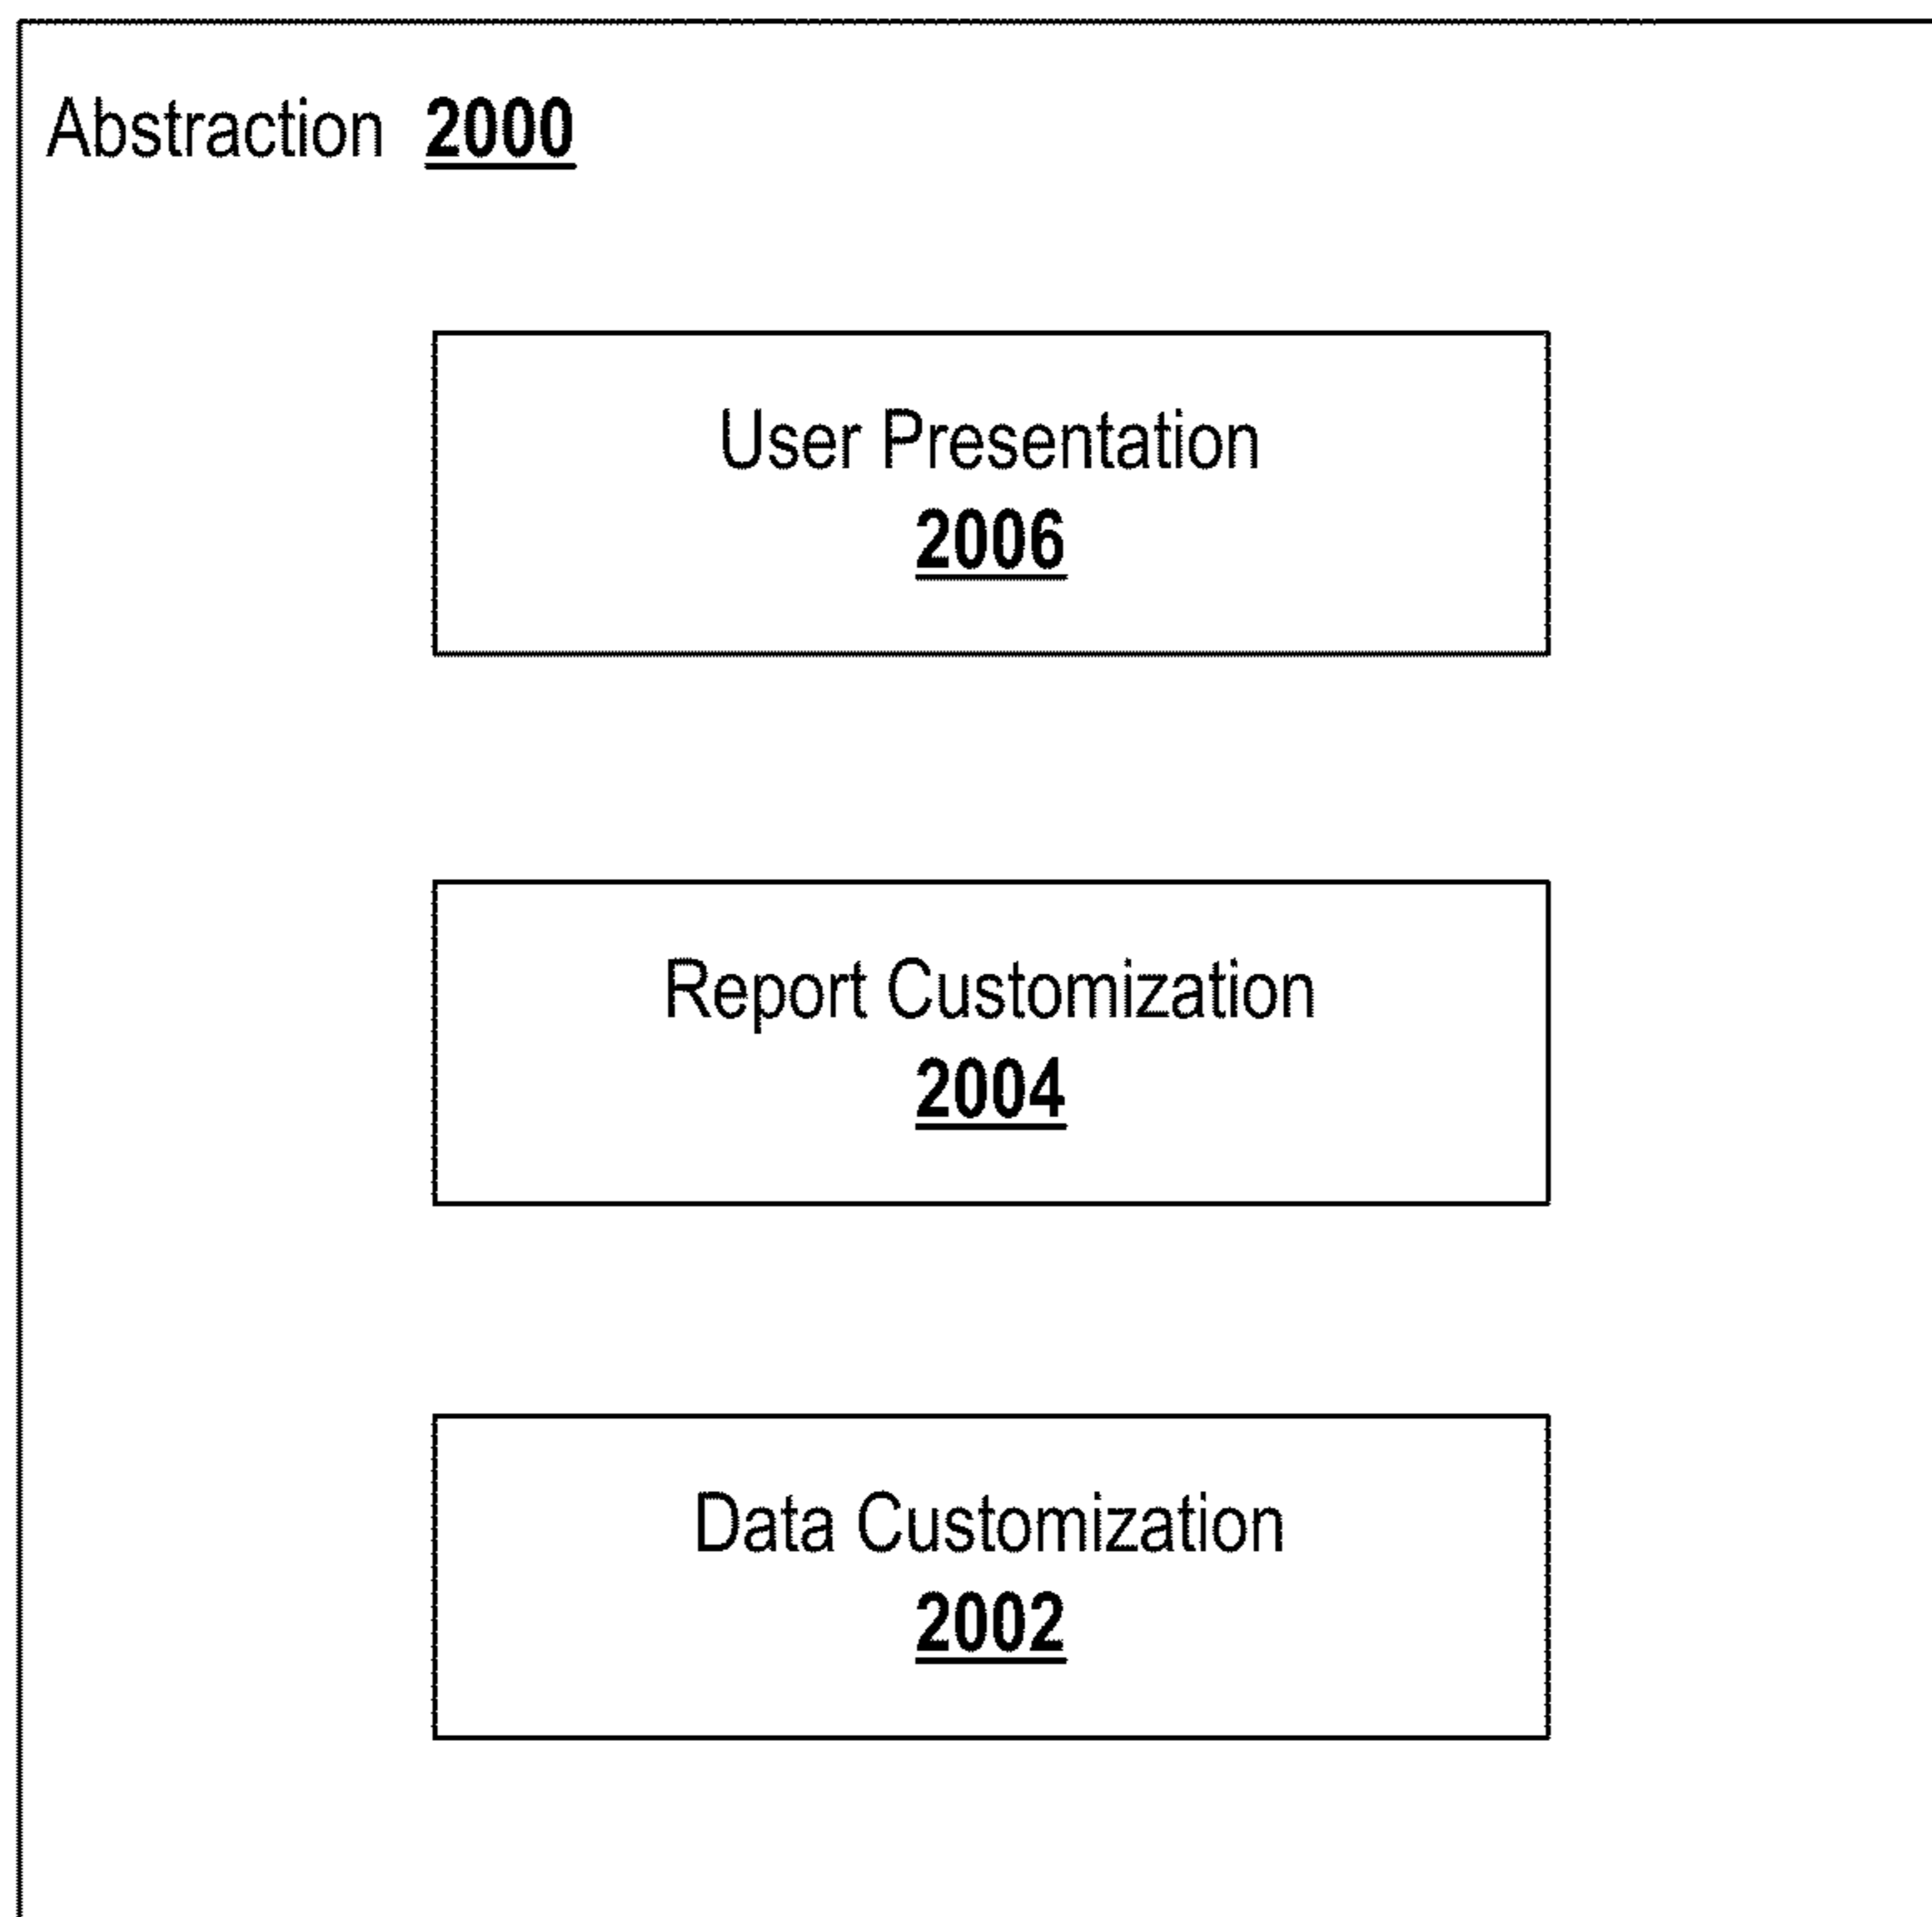 Abstraction 2000
User Presentation
2006
Report Customization
2004
Data Customization
2002